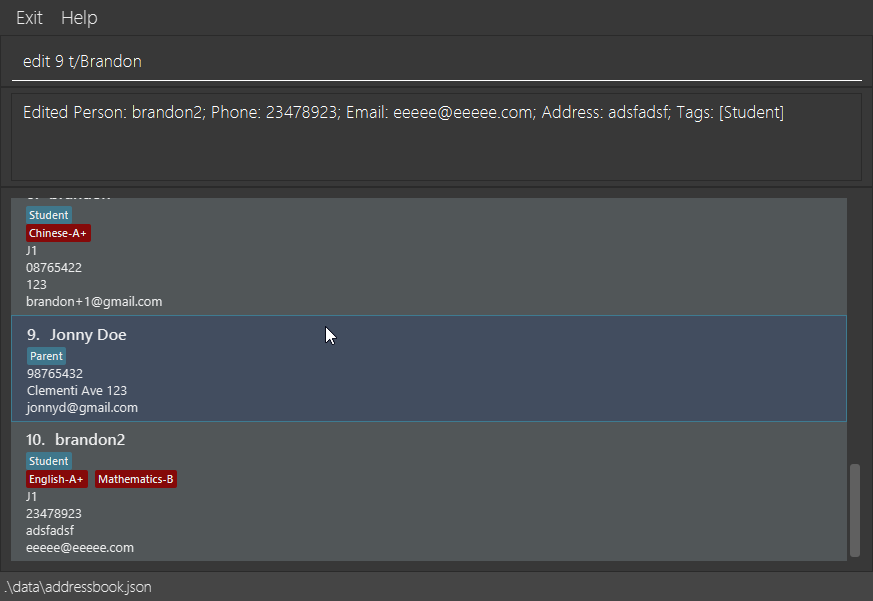 Exit Help
edit 9 t/Brandon
Edited Person: brandon2; Phone: 23478923; Email: eeeee@eeeee.com; Address: adsfadsf; Tags: [Student]
Student
Chinese-A+
J1
08765422
123
brandon+1@gmail.com
9. Jonny Doe
Parent
98765432
Clementi Ave 123
jonnyd@gmail.com
10. brandon2
Student
English-A+ Mathematics-B
J1
23478923
adsfadsf
eeeee@eeeee.com
.\data\addressbook.json